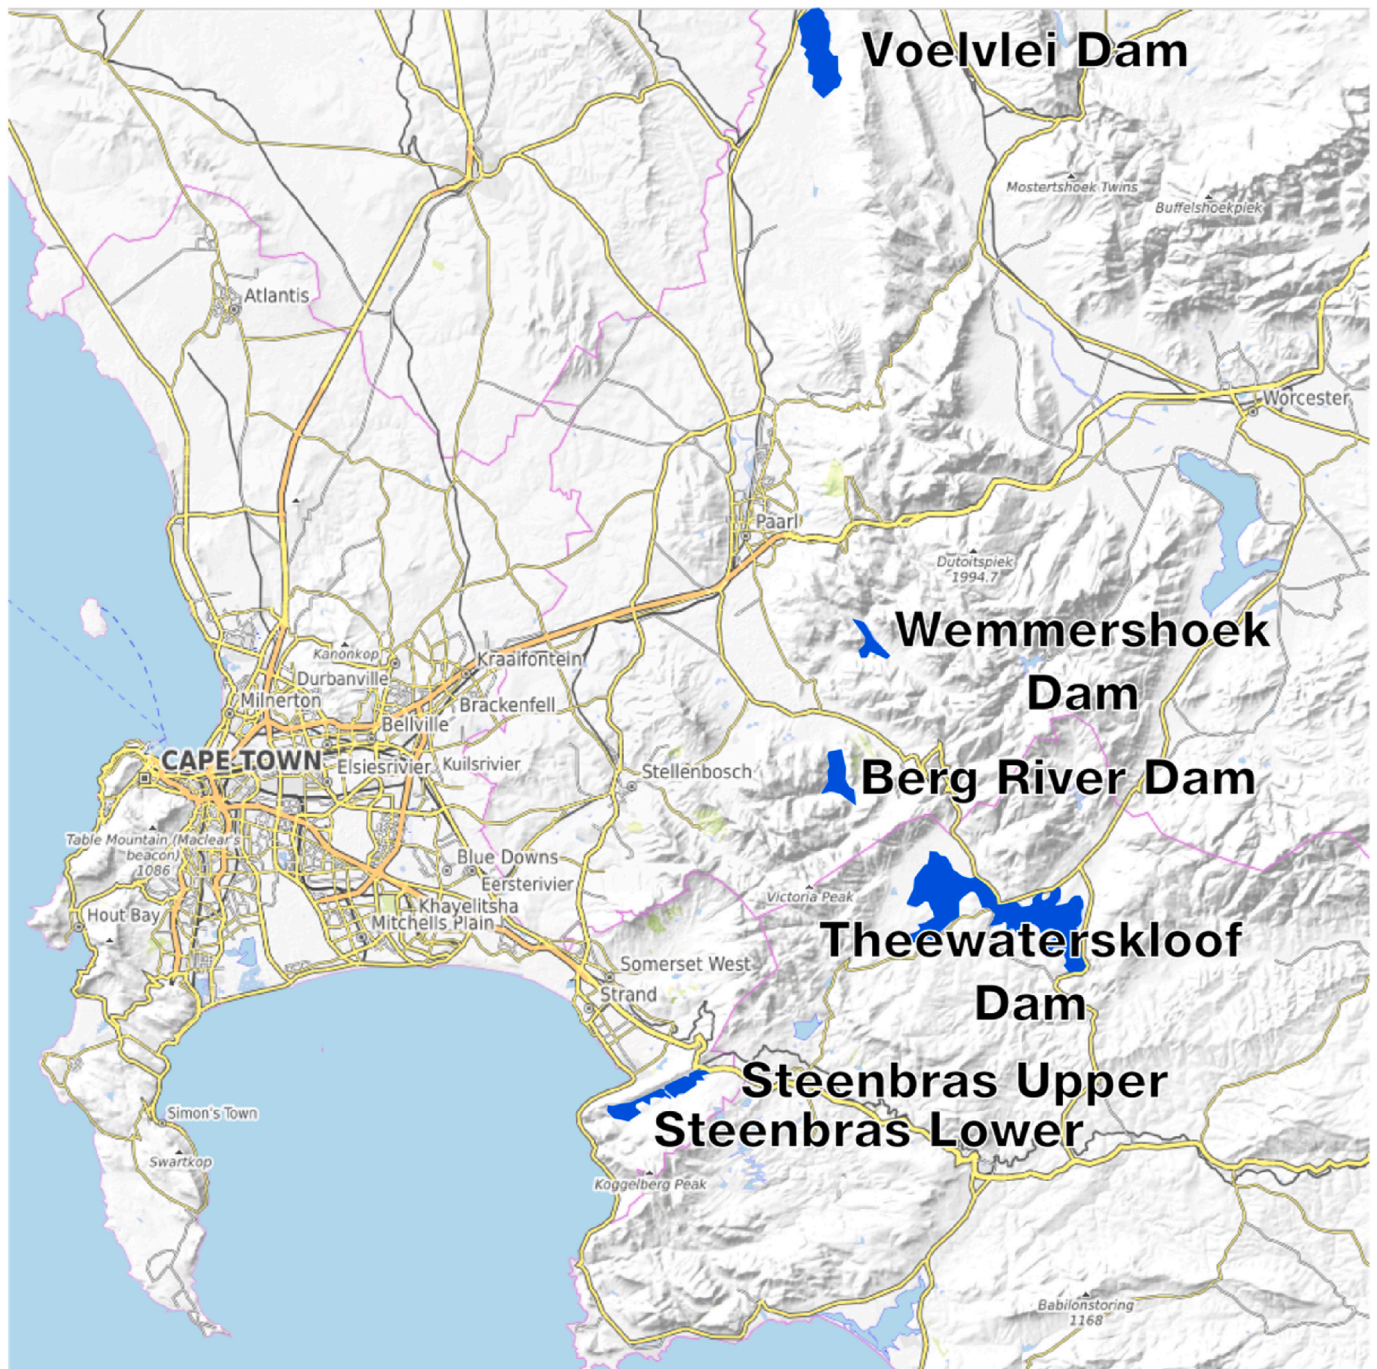 Voelvlei Dam
Mostertshoek Twins
Buffelshoekpiek
Atlantis
Worcester
Paarl
Dutoitspiek
1994.7
Wemmershoek
Dam
Kanonkop
Kraaifontein
Durbanville
Milnerton
Brackenfell
Bellville
CAPE TOWN
Elsiesrivier
Kuilsrivier
Stellenbosch
Berg River Dam
Table Mountain (Maclear's
beacon)
1086
Blue Downs
Eersterivier
Victoria Peak
Khayelitsha
Mitchells Plain
Hout Bay
Theewaterskloof
Dam
Somerset West
Strand
Steenbras Upper
Steenbras Lower
Simon's Town
Swartkop
Koggelberg Peak
Babilonstoring
1168